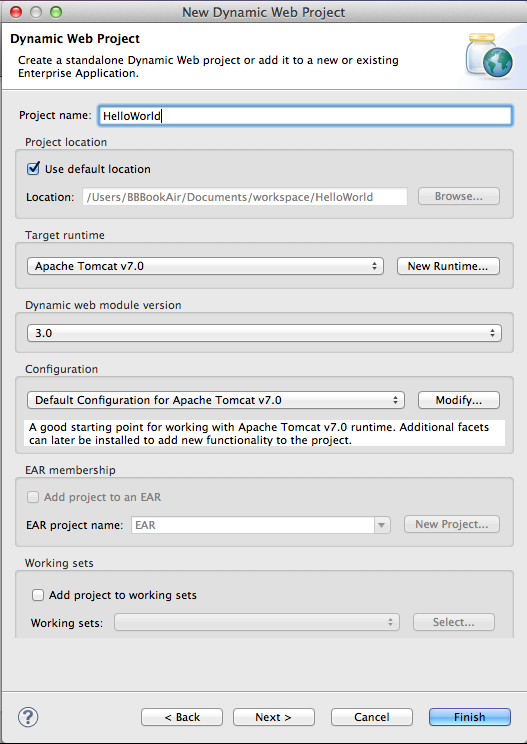 New Dynamic Web Project
Dynamic Web Project
Create a standalone Dynamic Web project or add it to a new or existing
Enterprise Application.
Project name: HelloWorld
Project location
Use default location
Location: /Users/BBBookAir/Documents/workspace/HelloWorld Browse...
Target runtime
Apache Tomcat v7.0 New Runtime...
Dynamic web module version
3.0
Configuration
Default Configuration for Apache Tomcat v7.0 Modify...
A good starting point for working with Apache Tomcat v7.0 runtime. Additional facets
can later be installed to add new functionality to the project.
EAR membership
Add project to an EAR
EAR project name: EAR New Project...
Working sets
Add project to working sets
Working sets: Select...
? < Back Next > Cancel Finish